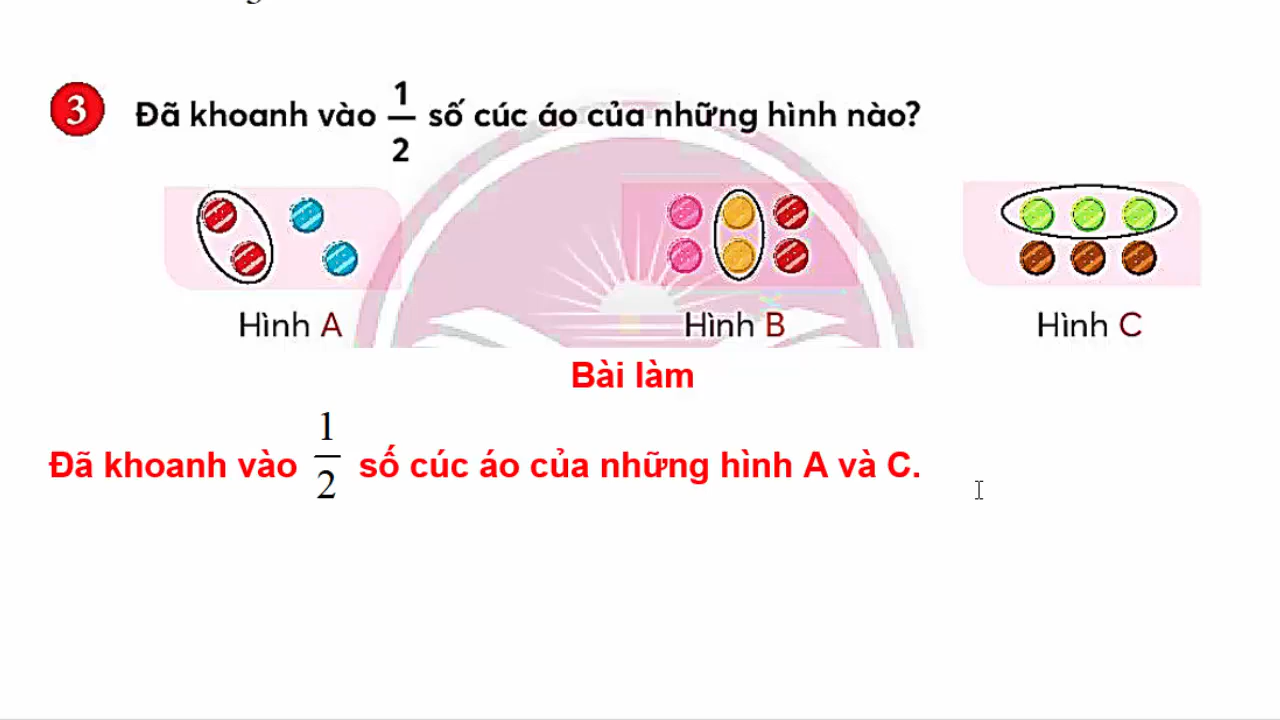 3 Đã khoanh vào 1/2 số cúc áo của những hình nào?
Hình A Hình B Hình C
Bài làm
Đã khoanh vào 1/2 số cúc áo của những hình A và C.